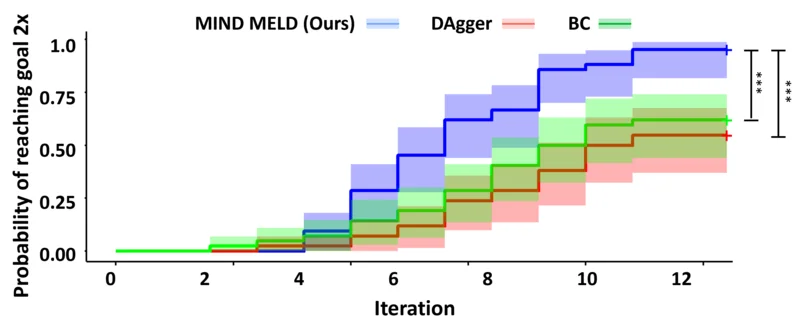 MIND MELD (Ours) DAgger BC
Probability of reaching goal 2x
1.0
0.75
0.50
0.25
0.00
0 2 4 6 8 10 12
Iteration
***
***